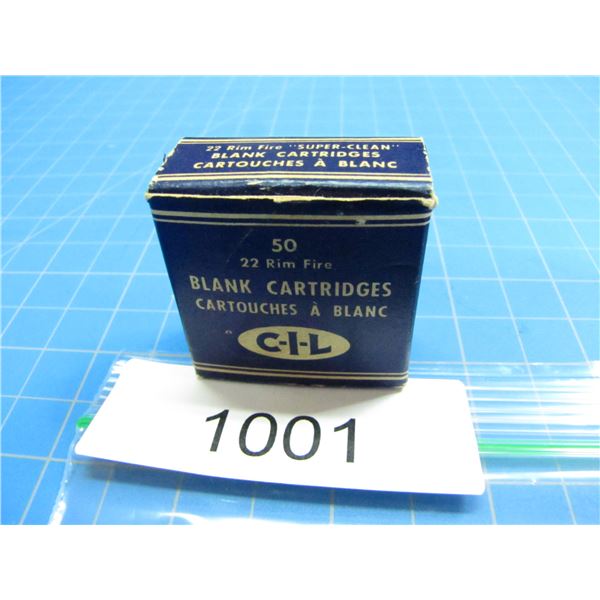 22 Rim Fire "SUPER-CLEAN"
BLANK CARTRIDGES
CARTOUCHES À BLANC
50
22 Rim Fire
BLANK CARTRIDGES
CARTOUCHES À BLANC
C-I-L
1001